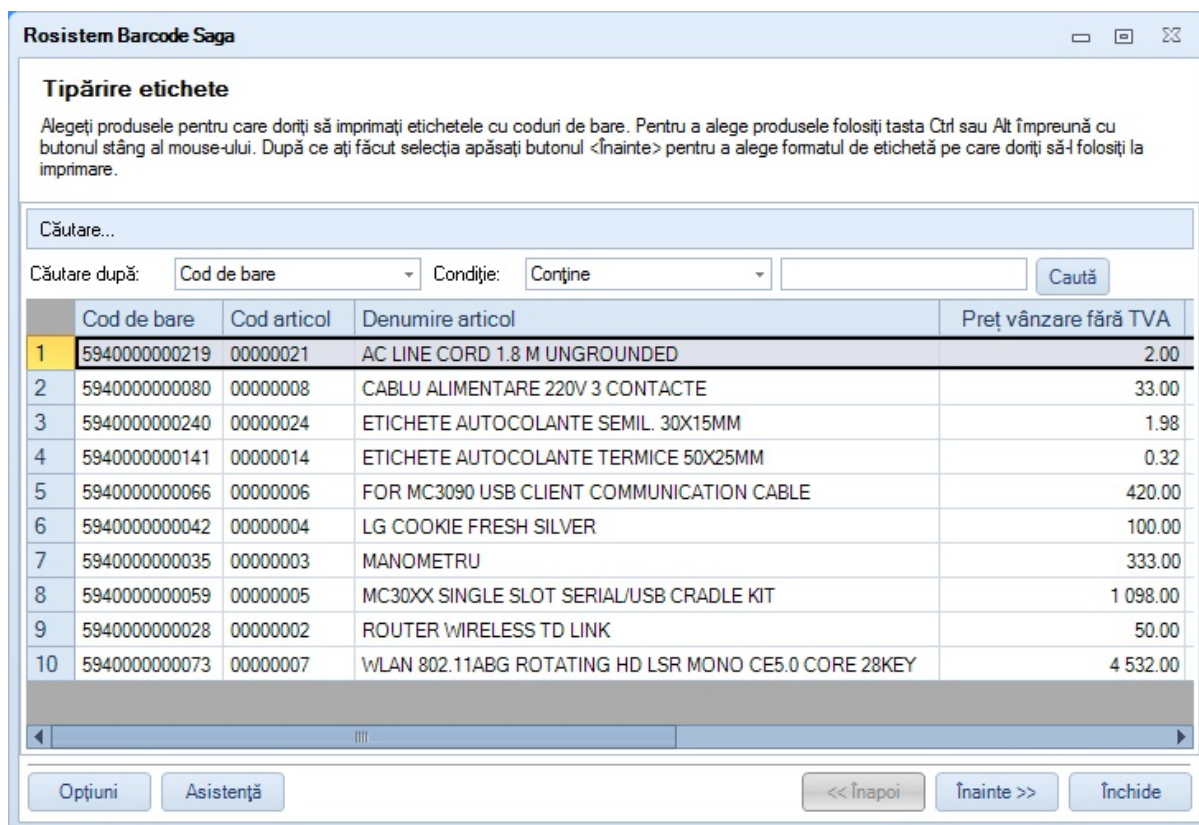 Rosistem Barcode Saga
Tipărire etichete
Alegeți produsele pentru care doriți să imprimați etichetele cu coduri de bare. Pentru a alege produsele folosiți tasta Ctrl sau Alt împreună cu
butonul stâng al mouse-ului. După ce ați făcut selecția apăsați butonul <Înainte> pentru a alege formatul de etichetă pe care doriți să-l folosiți la
imprimare.
Căutare...
Căutare după: Cod de bare Condiție: Conține Caută
Cod de bare Cod articol Denumire articol Preț vânzare fără TVA
1 5940000000219 00000021 AC LINE CORD 1.8 M UNGROUNDED 2.00
2 5940000000080 00000008 CABLU ALIMENTARE 220V 3 CONTACTE 33.00
3 5940000000240 00000024 ETICHETE AUTOCOLANTE SEMIL. 30X15MM 1.98
4 5940000000141 00000014 ETICHETE AUTOCOLANTE TERMICE 50X25MM 0.32
5 5940000000066 00000006 FOR MC3090 USB CLIENT COMMUNICATION CABLE 420.00
6 5940000000042 00000004 LG COOKIE FRESH SILVER 100.00
7 5940000000035 00000003 MANOMETRU 333.00
8 5940000000059 00000005 MC30XX SINGLE SLOT SERIAL/USB CRADLE KIT 1 098.00
9 5940000000028 00000002 ROUTER WIRELESS TD LINK 50.00
10 5940000000073 00000007 WLAN 802.11ABG ROTATING HD LSR MONO CE5.0 CORE 28KEY 4 532.00
Opțiuni Asistență << Înapoi Înainte >> Închide